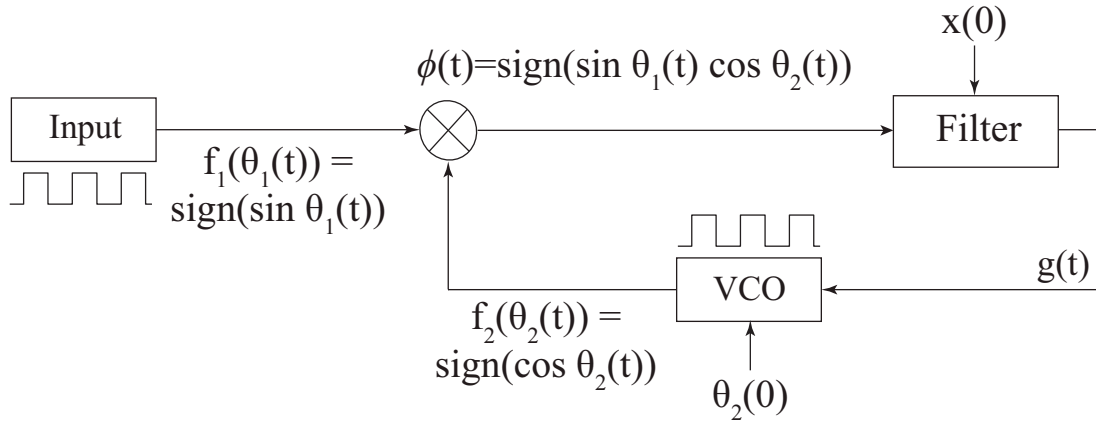 x(0)
ϕ(t)=sign(sin θ₁(t) cos θ₂(t))
Input
Filter
f₁(θ₁(t)) =
sign(sin θ₁(t))
g(t)
VCO
f₂(θ₂(t)) =
sign(cos θ₂(t))
θ₂(0)